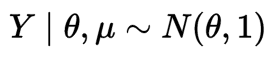 Y | θ, μ ∼ N(θ, 1)